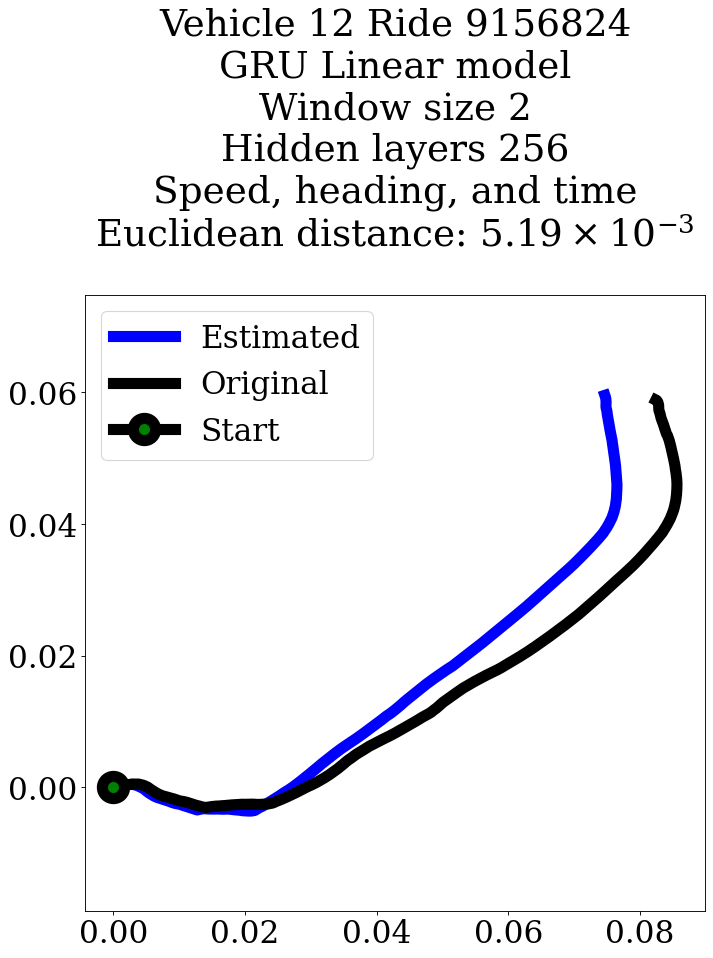 Vehicle 12 Ride 9156824
GRU Linear model
Window size 2
Hidden layers 256
Speed, heading, and time
Euclidean distance: 5.19 × 10⁻³
Estimated
Original
Start
0.06
0.04
0.02
0.00
0.00 0.02 0.04 0.06 0.08